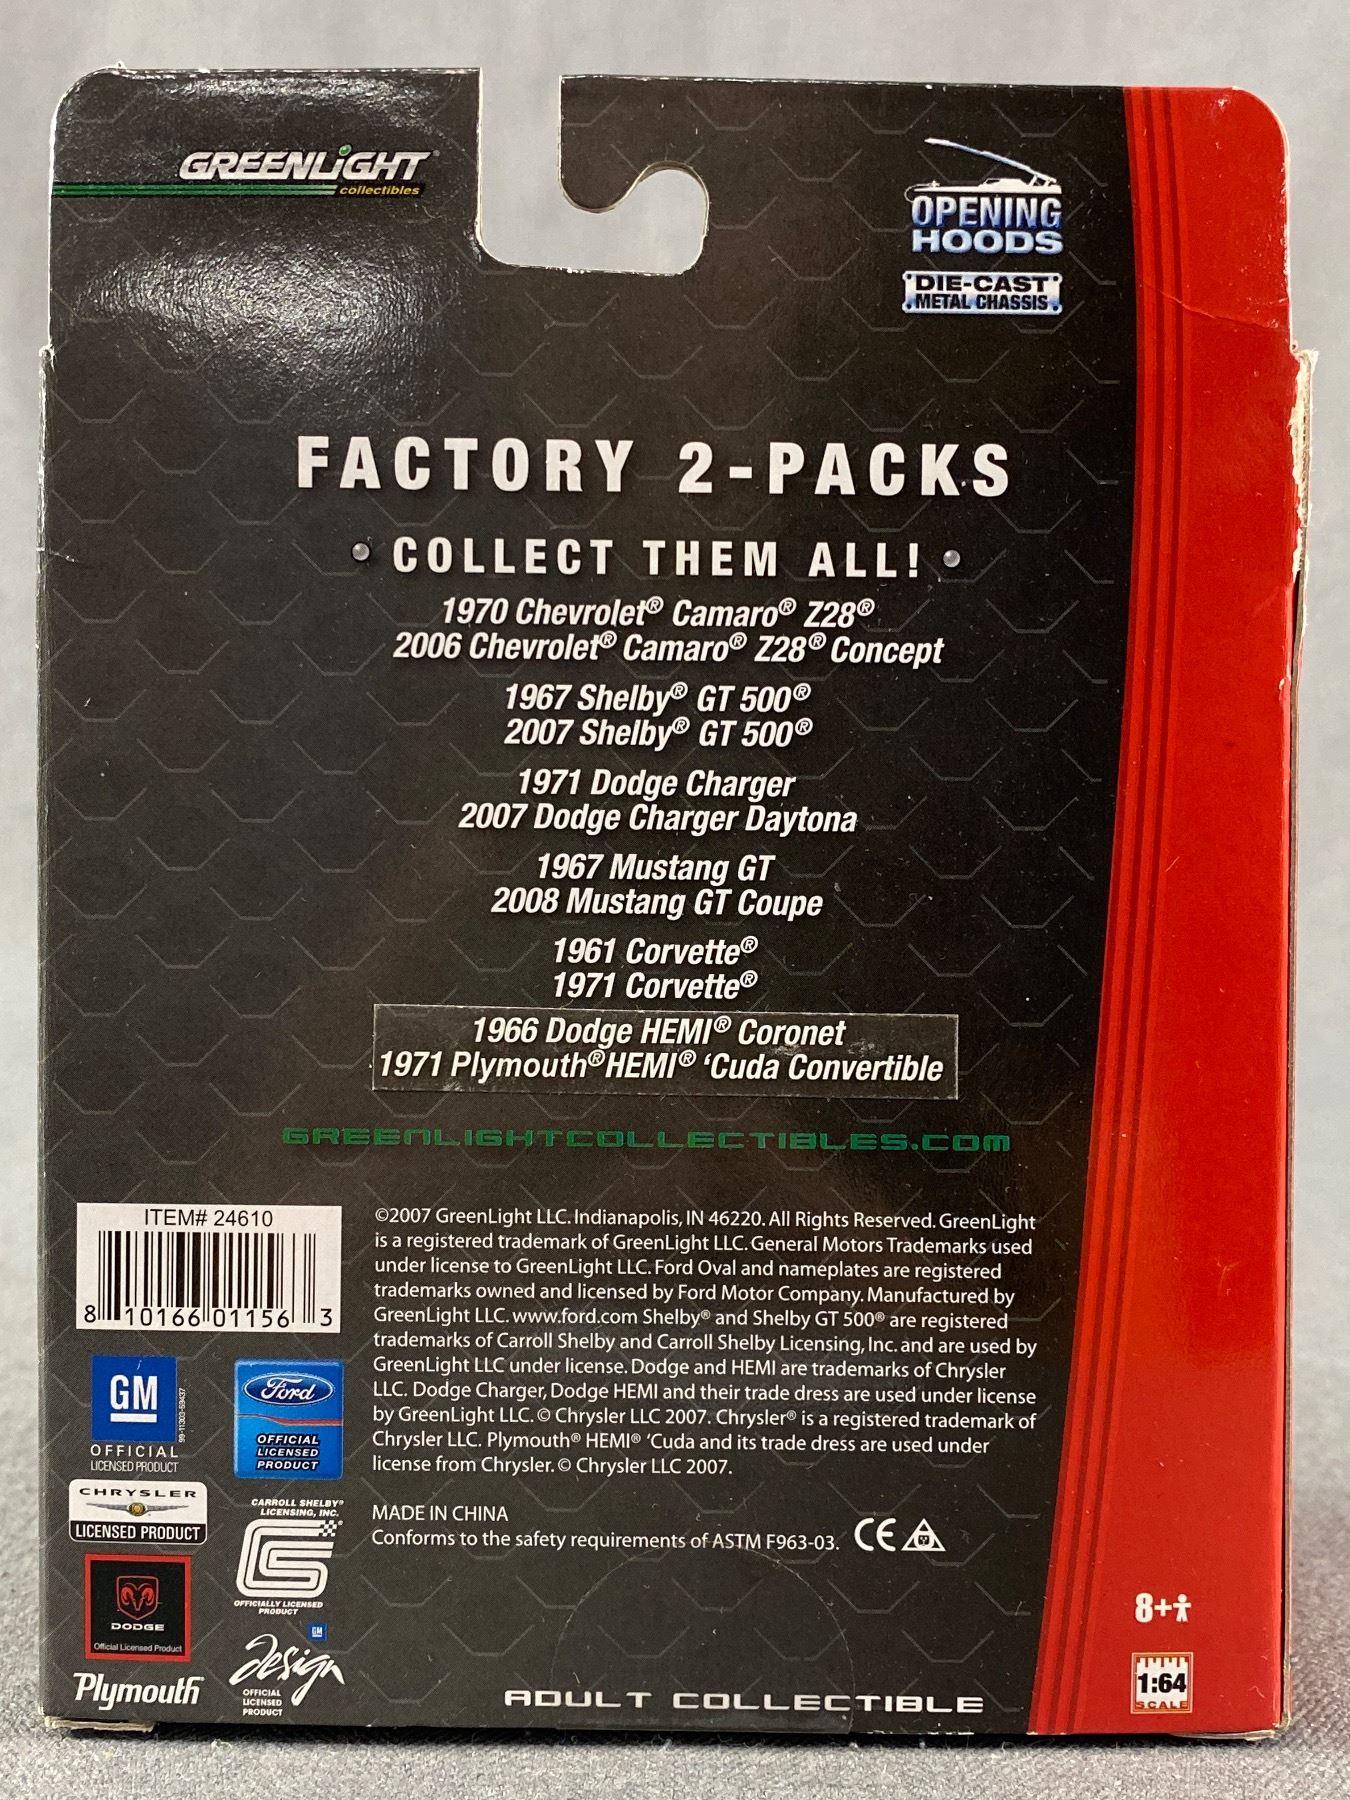 GREENLiGHT
collectibles
OPENING
HOODS
DIE-CAST
METAL CHASSIS
FACTORY 2-PACKS
COLLECT THEM ALL!
1970 Chevrolet® Camaro® Z28®
2006 Chevrolet® Camaro® Z28® Concept
1967 Shelby® GT 500®
2007 Shelby® GT 500®
1971 Dodge Charger
2007 Dodge Charger Daytona
1967 Mustang GT
2008 Mustang GT Coupe
1961 Corvette®
1971 Corvette®
1966 Dodge HEMI® Coronet
1971 Plymouth® HEMI® ‘Cuda Convertible
GREENLIGHTCOLLECTIBLES.COM
ITEM# 24610
8 10166 01156 3
©2007 GreenLight LLC. Indianapolis, IN 46220. All Rights Reserved. GreenLight
is a registered trademark of GreenLight LLC. General Motors Trademarks used
under license to GreenLight LLC. Ford Oval and nameplates are registered
trademarks owned and licensed by Ford Motor Company. Manufactured by
GreenLight LLC. www.ford.com Shelby® and Shelby GT 500® are registered
trademarks of Carroll Shelby and Carroll Shelby Licensing, Inc. and are used by
GreenLight LLC under license. Dodge and HEMI are trademarks of Chrysler
LLC. Dodge Charger, Dodge HEMI and their trade dress are used under license
by GreenLight LLC. © Chrysler LLC 2007. Chrysler® is a registered trademark of
Chrysler LLC. Plymouth® HEMI® ‘Cuda and its trade dress are used under
license from Chrysler. © Chrysler LLC 2007.
MADE IN CHINA
Conforms to the safety requirements of ASTM F963-03. CE
GM
OFFICIAL
LICENSED PRODUCT
Ford
OFFICIAL
LICENSED
PRODUCT
CHRYSLER
LICENSED PRODUCT
CARROLL SHELBY®
LICENSING, INC.
OFFICIALLY LICENSED
PRODUCT
DODGE
Official Licensed Product
Plymouth
GM
Design
OFFICIAL
LICENSED
PRODUCT
ADULT COLLECTIBLE
8+
1:64
SCALE